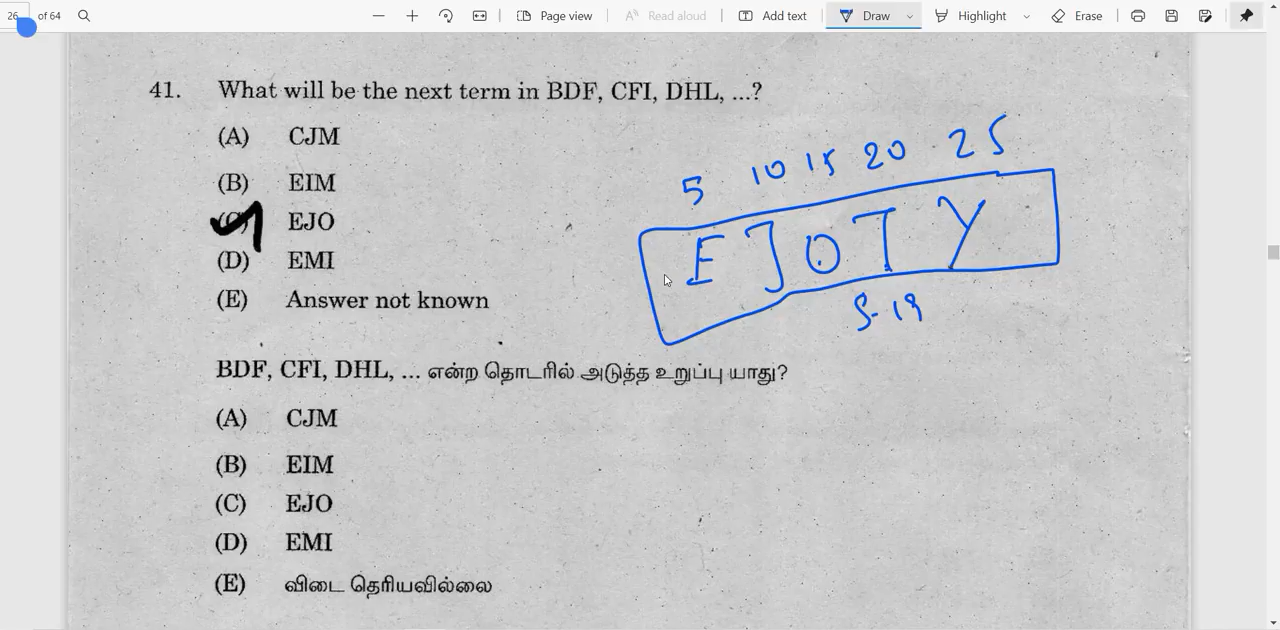 26 of 64 Page view Read aloud Add text Draw Highlight Erase
41. What will be the next term in BDF, CFI, DHL, ...?
(A) CJM
(B) EIM
(C) EJO
(D) EMI
(E) Answer not known
5 10 15 20 25
E J O T Y
S-19
BDF, CFI, DHL, ... என்ற தொடரில் அடுத்த உறுப்பு யாது?
(A) CJM
(B) EIM
(C) EJO
(D) EMI
(E) விடை தெரியவில்லை